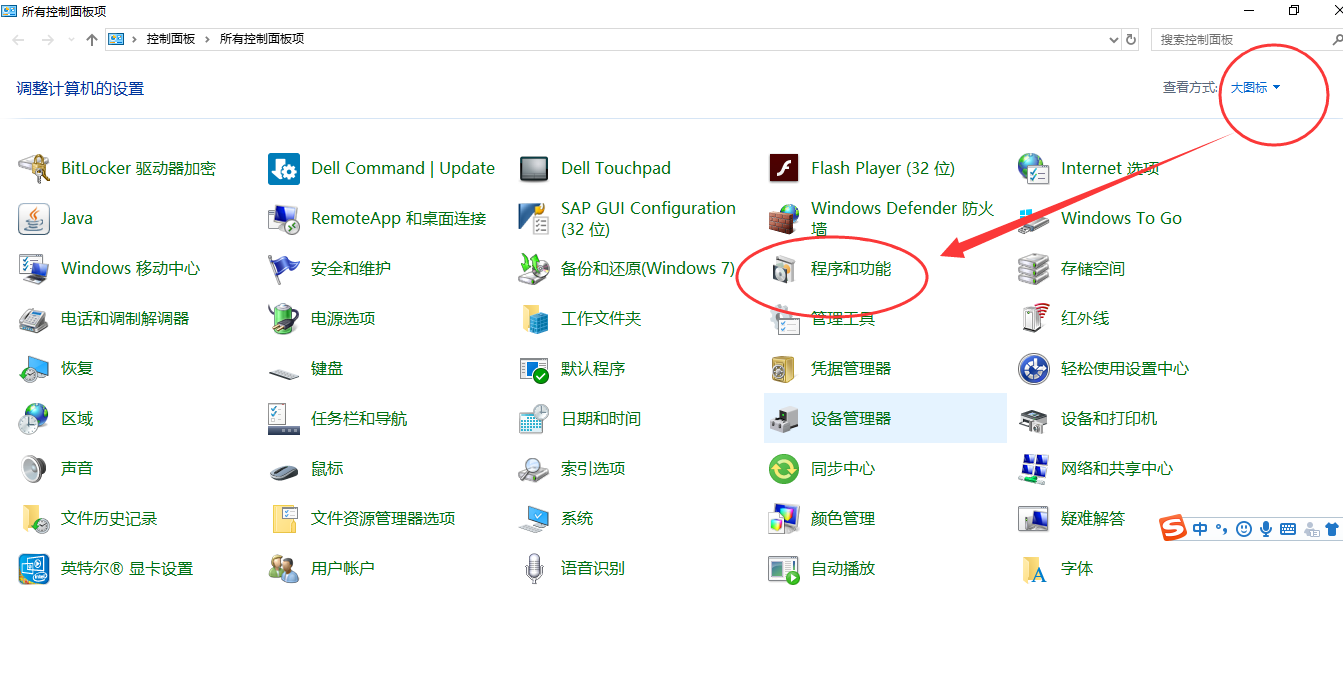 所有控制面板项
控制面板 › 所有控制面板项
搜索控制面板
调整计算机的设置
查看方式: 大图标
BitLocker 驱动器加密
Dell Command | Update
Dell Touchpad
Flash Player (32 位)
Internet 选项
Java
RemoteApp 和桌面连接
SAP GUI Configuration
(32 位)
Windows Defender 防火
墙
Windows To Go
Windows 移动中心
安全和维护
备份和还原(Windows 7)
程序和功能
存储空间
电话和调制解调器
电源选项
工作文件夹
管理工具
红外线
恢复
键盘
默认程序
凭据管理器
轻松使用设置中心
区域
任务栏和导航
日期和时间
设备管理器
设备和打印机
声音
鼠标
索引选项
同步中心
网络和共享中心
文件历史记录
文件资源管理器选项
系统
颜色管理
疑难解答
中
英特尔® 显卡设置
用户帐户
语音识别
自动播放
字体